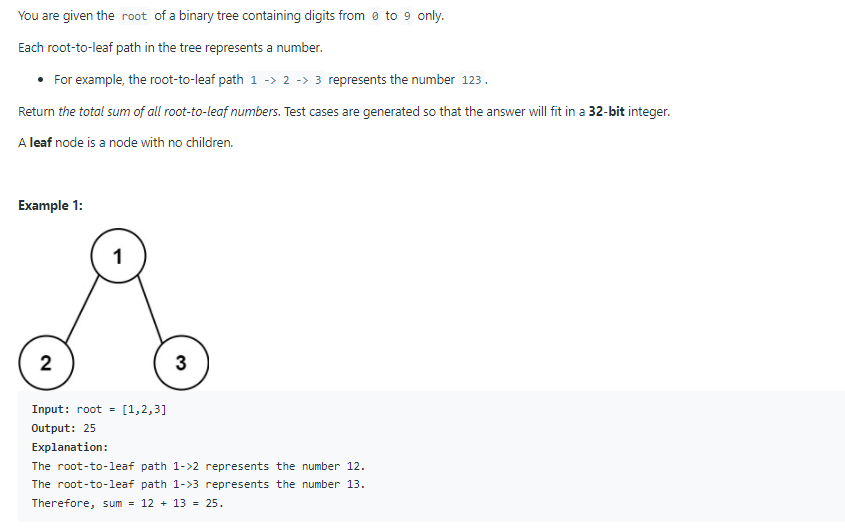 You are given the root of a binary tree containing digits from 0 to 9 only.
Each root-to-leaf path in the tree represents a number.
• For example, the root-to-leaf path 1 -> 2 -> 3 represents the number 123.
Return the total sum of all root-to-leaf numbers. Test cases are generated so that the answer will fit in a 32-bit integer.
A leaf node is a node with no children.
Example 1:
1
2 3
Input: root = [1,2,3]
Output: 25
Explanation:
The root-to-leaf path 1->2 represents the number 12.
The root-to-leaf path 1->3 represents the number 13.
Therefore, sum = 12 + 13 = 25.